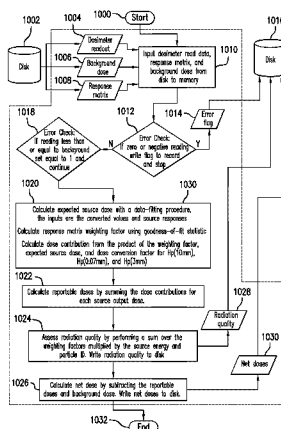 1000
Start
1002
Disk
1004
Dosimeter
readout
1006
Background
dose
1008
Response
matrix
1010
Input dosimeter read data,
response matrix, and
background dose from
disk to memory
1016
Disk
1014
Error
flag
1018
Error Check:
If reading less than
or equal to background
set equal to 1 and
continue
N
1012
Error Check:
If zero or negative reading
write flag to record
and stop
Y
1020
1030
Calculate expected source dose with a data-fitting procedure,
the inputs are the converted values and source responses
Calculate response matrix weighting factor using goodness-of-fit statistic
Calculate dose contribution from the product of the weighting factor,
expected source dose, and dose conversion factor for Hp(10mm),
Hp(0.07mm), and Hp(3mm)
1022
Calculate reportable doses by summing the dose contributions for
each source output dose.
1028
Radiation
quality
1024
Assess radiation quality by performing a sum over the
weighting factors multiplied by the source energy and
particle ID. Write radiation quality to disk
1030
Net doses
1026
Calculate net dose by subtracting the reportable
doses and background dose. Write net doses to disk.
1032
End